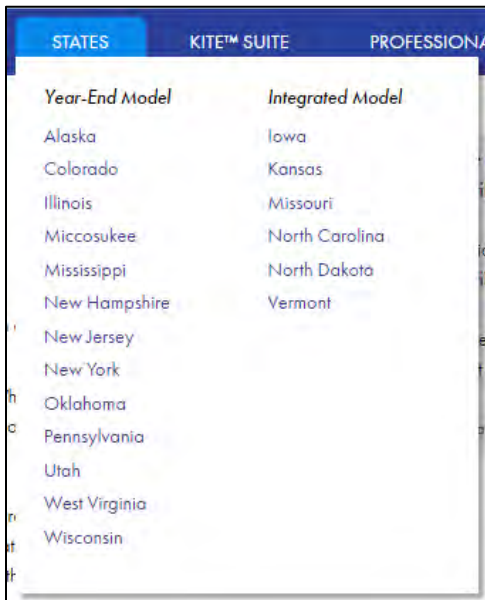 STATES KITE™ SUITE
Year-End Model
Alaska
Colorado
Illinois
Miccosukee
Mississippi
New Hampshire
New Jersey
New York
Oklahoma
Pennsylvania
Utah
West Virginia
Wisconsin
Integrated Model
Iowa
Kansas
Missouri
North Carolina
North Dakota
Vermont